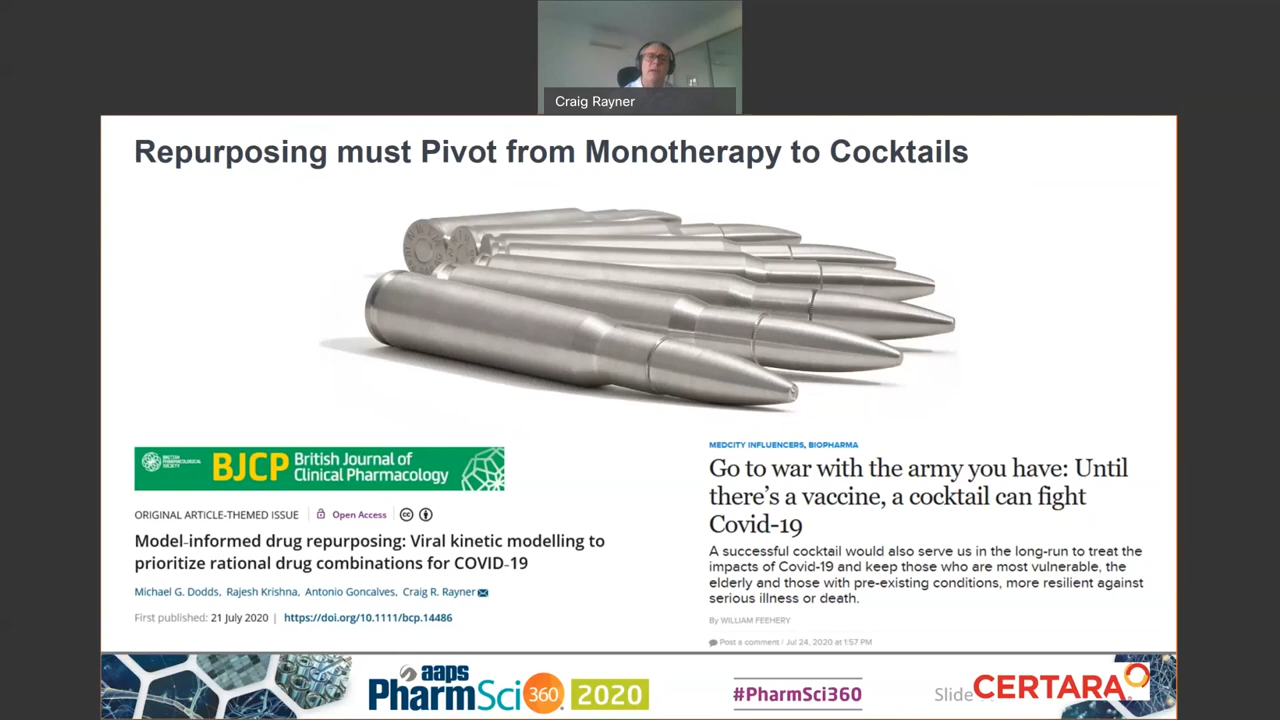 Craig Rayner
Repurposing must Pivot from Monotherapy to Cocktails
BRITISH
PHARMACOLOGICAL
SOCIETY
BJCP British Journal of
Clinical Pharmacology
ORIGINAL ARTICLE-THEMED ISSUE Open Access
Model-informed drug repurposing: Viral kinetic modelling to
prioritize rational drug combinations for COVID-19
Michael G. Dodds, Rajesh Krishna, Antonio Goncalves, Craig R. Rayner
First published: 21 July 2020 | https://doi.org/10.1111/bcp.14486
MEDCITY INFLUENCERS, BIOPHARMA
Go to war with the army you have: Until
there's a vaccine, a cocktail can fight
Covid-19
A successful cocktail would also serve us in the long-run to treat the
impacts of Covid-19 and keep those who are most vulnerable, the
elderly and those with pre-existing conditions, more resilient against
serious illness or death.
By WILLIAM FEEHERY
Post a comment / Jul 24, 2020 at 1:57 PM
aaps
PharmSci 360 2020
#PharmSci360
Slide
CERTARA